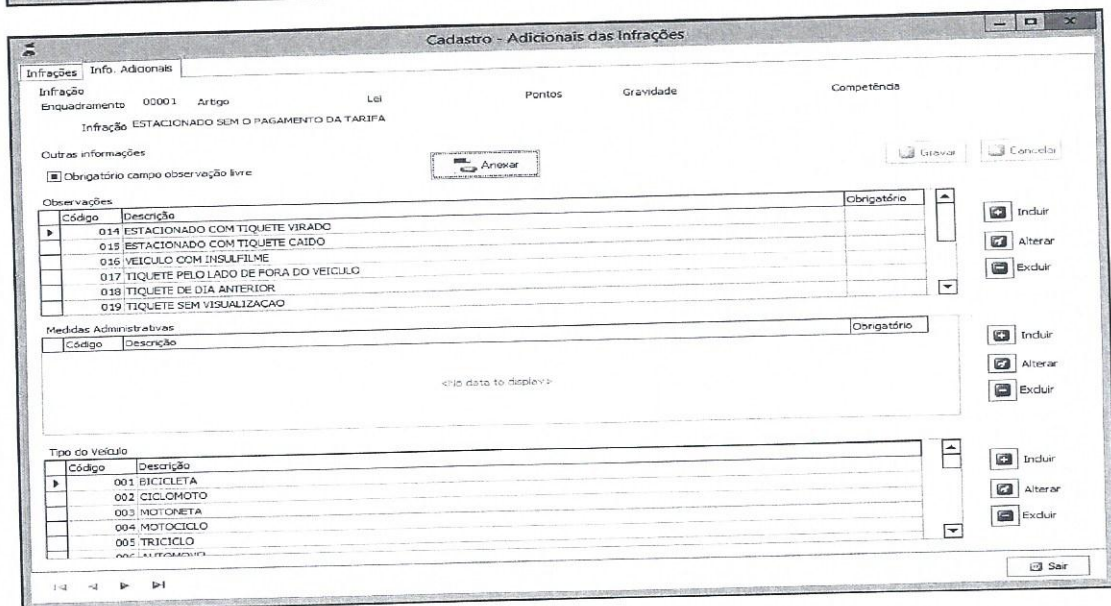 Cadastro - Adicionais das Infrações
Infrações Info. Adicionais
Infração
Enquadramento 00001 Artigo Lei Pontos Gravidade Competência
Infração ESTACIONADO SEM O PAGAMENTO DA TARIFA
Outras informações
Anexar Gravar Cancelar
Obrigatório campo observação livre
Observações
Código Descrição Obrigatório
014 ESTACIONADO COM TIQUETE VIRADO
015 ESTACIONADO COM TIQUETE CAIDO
016 VEICULO COM INSULFILME
017 TIQUETE PELO LADO DE FORA DO VEICULO
018 TIQUETE DE DIA ANTERIOR
019 TIQUETE SEM VISUALIZAÇAO
Incluir
Alterar
Excluir
Medidas Administrativas
Código Descrição Obrigatório
<No data to display>
Incluir
Alterar
Excluir
Tipo do Veículo
Código Descrição
001 BICICLETA
002 CICLOMOTO
003 MOTONETA
004 MOTOCICLO
005 TRICICLO
006 AUTOMOVO
Incluir
Alterar
Excluir
Sair